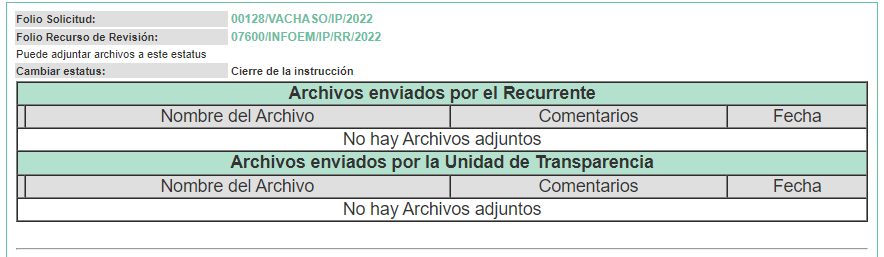 Folio Solicitud: 00128/VACHASO/IP/2022
Folio Recurso de Revisión: 07600/INFOEM/IP/RR/2022
Puede adjuntar archivos a este estatus
Cambiar estatus: Cierre de la instrucción
Archivos enviados por el Recurrente
Nombre del Archivo Comentarios Fecha
No hay Archivos adjuntos
Archivos enviados por la Unidad de Transparencia
Nombre del Archivo Comentarios Fecha
No hay Archivos adjuntos